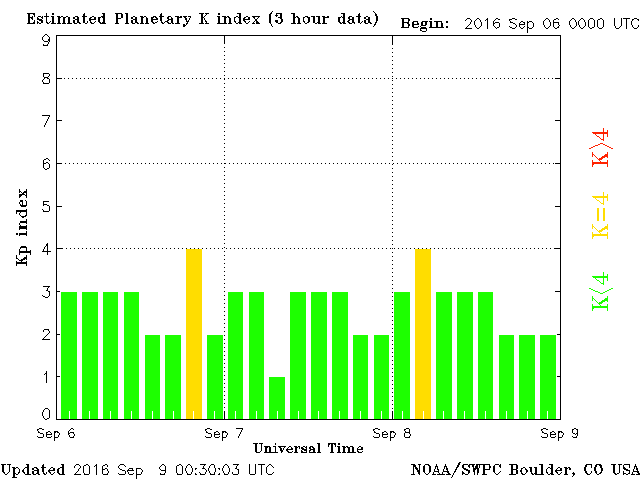 Estimated Planetary K index (3 hour data) Begin: 2016 Sep 06 0000 UTC
9
8
7
6
5
4
3
2
1
0
Kp index
K>4
K=4
K<4
Sep 6 Sep 7 Sep 8 Sep 9
Universal Time
Updated 2016 Sep 9 00:30:03 UTC NOAA/SWPC Boulder, CO USA